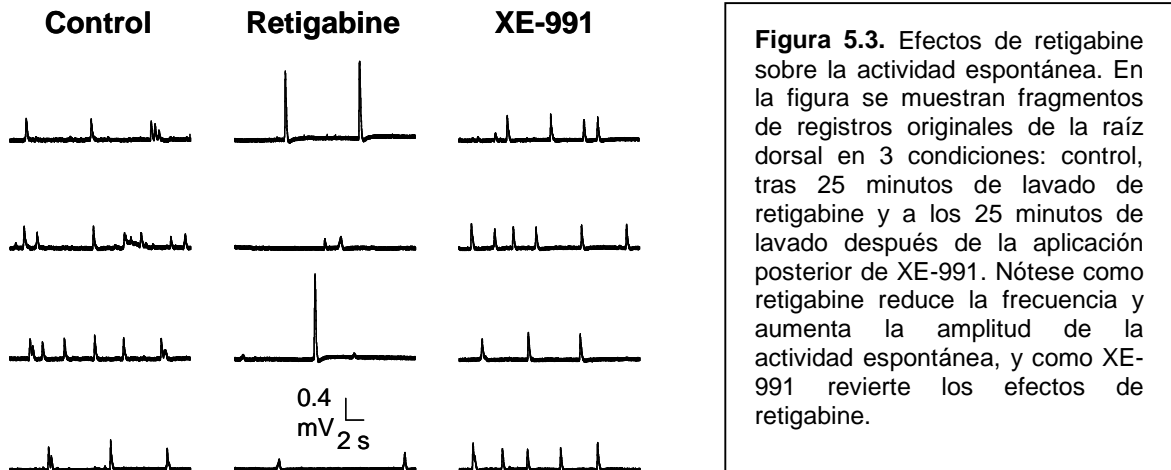 Control Retigabine XE-991
0.4
mV
2 s
Figura 5.3. Efectos de retigabine
sobre la actividad espontánea. En
la figura se muestran fragmentos
de registros originales de la raíz
dorsal en 3 condiciones: control,
tras 25 minutos de lavado de
retigabine y a los 25 minutos de
lavado después de la aplicación
posterior de XE-991. Nótese como
retigabine reduce la frecuencia y
aumenta la amplitud de la
actividad espontánea, y como XE-
991 revierte los efectos de
retigabine.